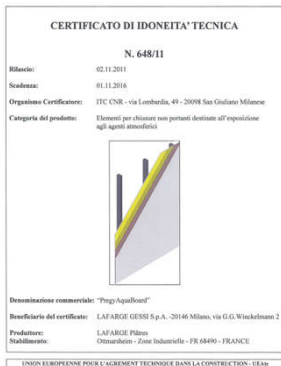 CERTIFICATO DI IDONEITA' TECNICA
N. 648/11
Rilascio: 02.11.2011
Scadenza: 01.11.2016
Organismo Certificatore: ITC CNR - via Lombardia, 49 - 20098 San Giuliano Milanese
Categoria del prodotto: Elementi per chiusure non portanti destinate all'esposizione
agli agenti atmosferici
Denominazione commerciale: "PregyAquaBoard"
Beneficiario del certificato: LAFARGE GESSI S.p.A. -20146 Milano, via G.G.Winckelmann 2
Produttore: LAFARGE Plâtres
Stabilimento: Ottmarsheim - Zone Industrielle - FR 68490 - FRANCE
UNION EUROPEENNE POUR L'AGREMENT TECHNIQUE DANS LA CONSTRUCTION - UEAtc